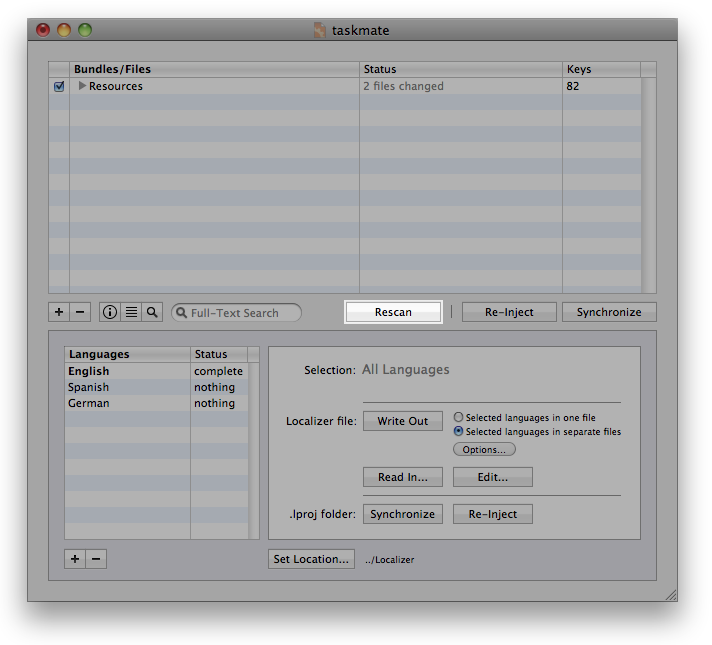 taskmate
Bundles/Files Status Keys
Resources 2 files changed 82
Full-Text Search Rescan Re-Inject Synchronize
Languages Status
English complete
Spanish nothing
German nothing
Selection: All Languages
Localizer file: Write Out
Selected languages in one file
Selected languages in separate files
Options...
Read In... Edit...
.lproj folder: Synchronize Re-Inject
Set Location... ../Localizer